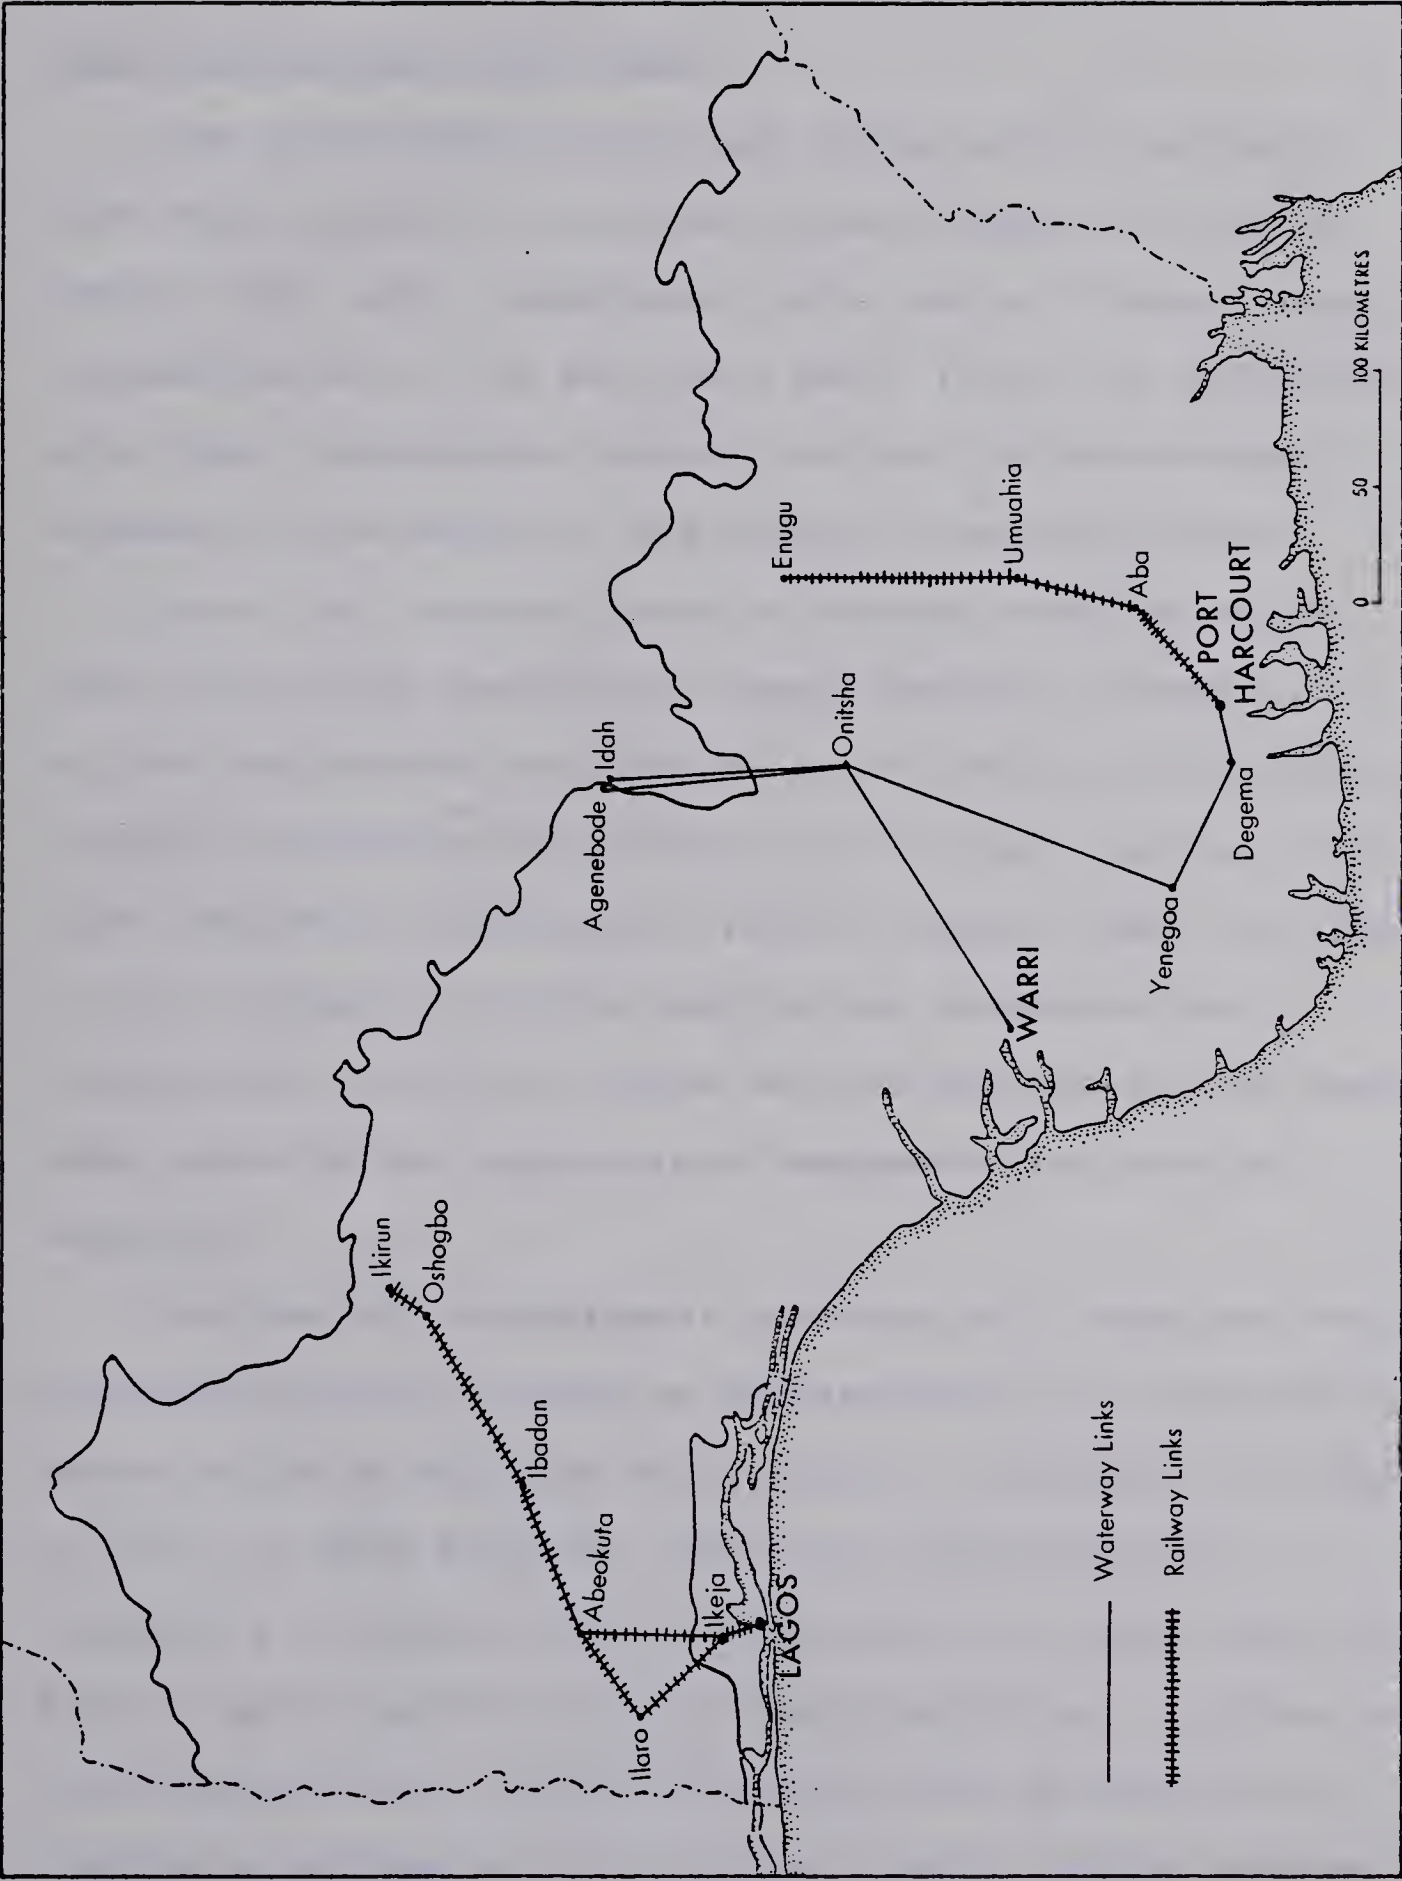 Ikirun
Oshogbo
Ibadan
Abeokuta
Ilaro
Ikeja
LAGOS
Agenebode
Idah
Onitsha
Enugu
Umuahia
Aba
PORT
HARCOURT
Degema
Yenegoa
WARRI
Waterway Links
Railway Links
0 50 100 KILOMETRES